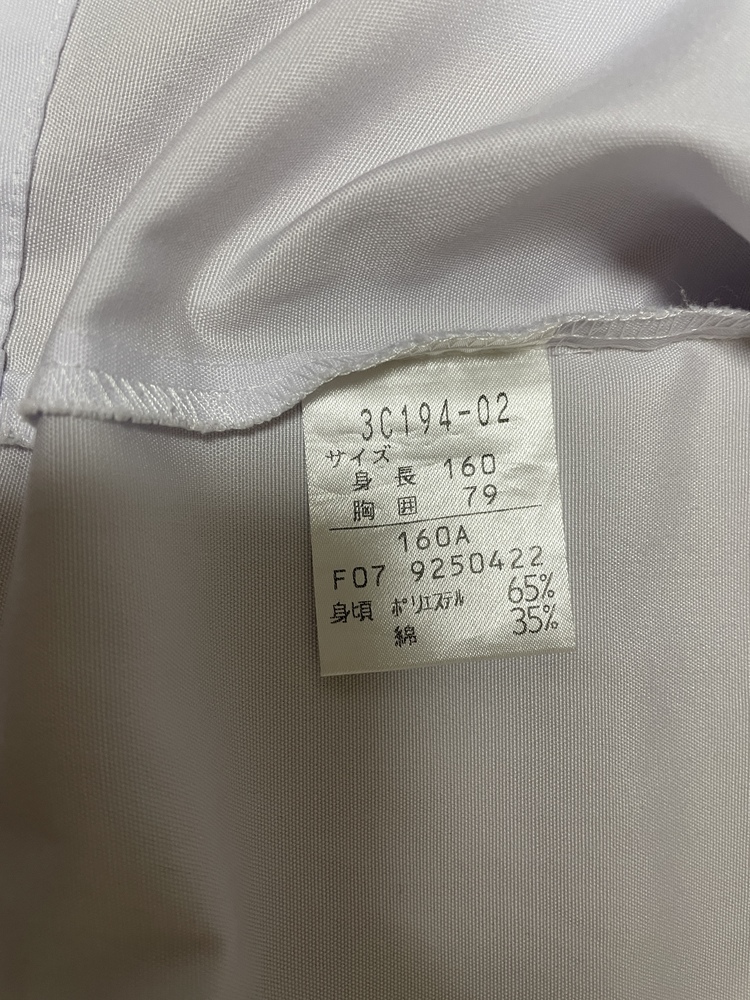 3C194-02
サイズ
身 長 160
胸 囲 79
160A
F07 9250422
身頃 ポリエステル 65%
綿 35%